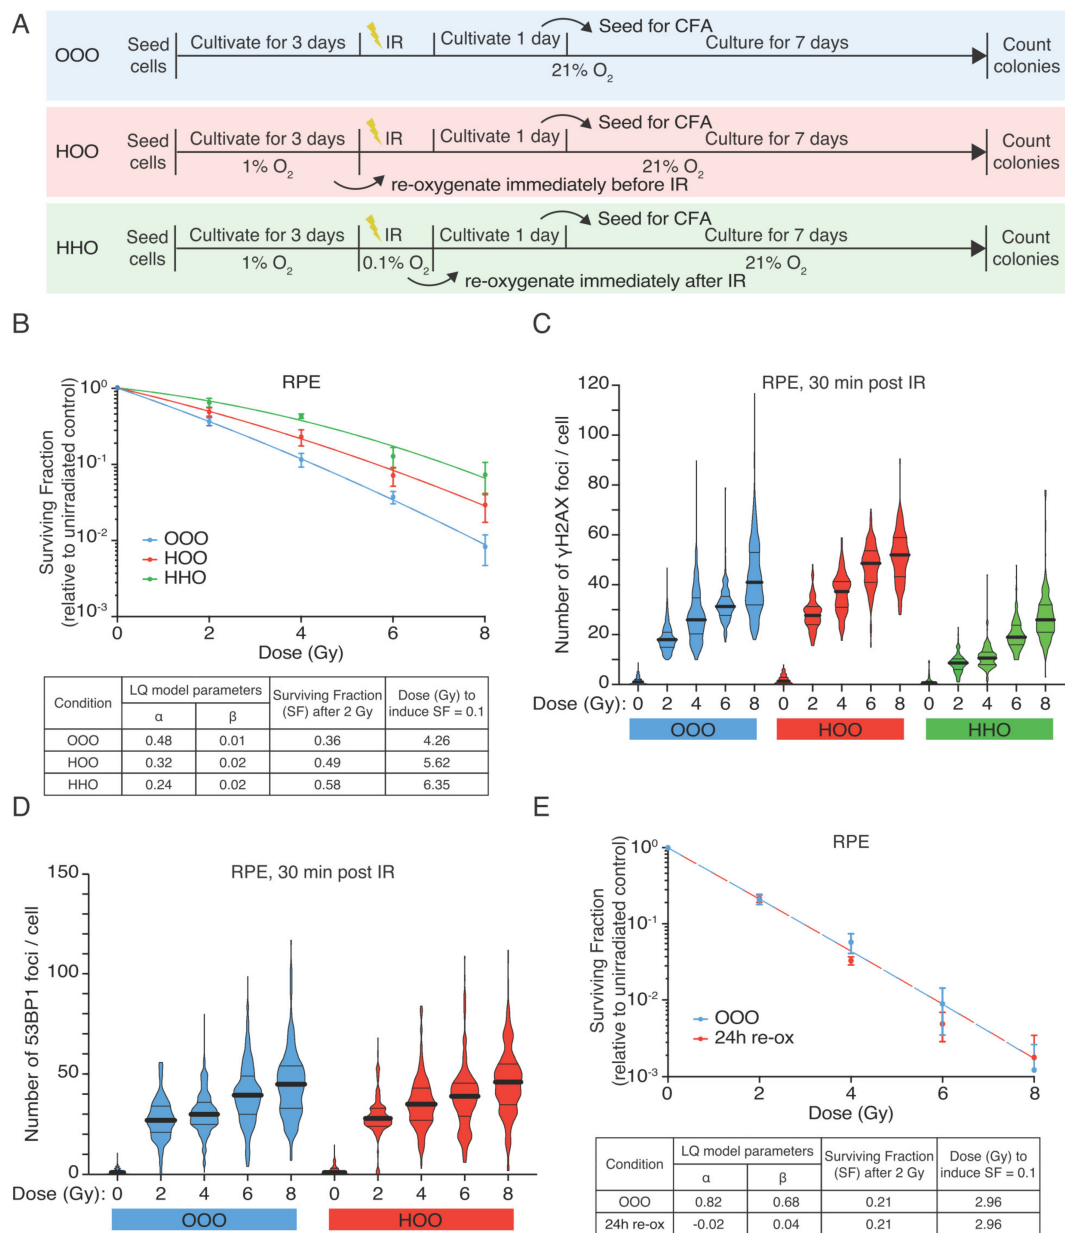 A
OOO
Seed cells
Cultivate for 3 days
IR
Cultivate 1 day
Seed for CFA
Culture for 7 days
21% O2
Count colonies
HOO
Seed cells
Cultivate for 3 days
IR
Cultivate 1 day
Seed for CFA
Culture for 7 days
1% O2
21% O2
re-oxygenate immediately before IR
Count colonies
HHO
Seed cells
Cultivate for 3 days
IR
Cultivate 1 day
Seed for CFA
Culture for 7 days
1% O2
0.1% O2
21% O2
re-oxygenate immediately after IR
Count colonies
B
RPE
Surviving Fraction
(relative to unirradiated control)
10^0
10^-1
10^-2
10^-3
OOO
HOO
HHO
0 2 4 6 8
Dose (Gy)
Condition | LQ model parameters | Surviving Fraction (SF) after 2 Gy | Dose (Gy) to induce SF = 0.1
α | β
OOO | 0.48 | 0.01 | 0.36 | 4.26
HOO | 0.32 | 0.02 | 0.49 | 5.62
HHO | 0.24 | 0.02 | 0.58 | 6.35
C
RPE, 30 min post IR
Number of γH2AX foci / cell
120
100
80
60
40
20
0
Dose (Gy): 0 2 4 6 8 0 2 4 6 8 0 2 4 6 8
OOO HOO HHO
D
RPE, 30 min post IR
Number of 53BP1 foci / cell
150
100
50
0
Dose (Gy): 0 2 4 6 8 0 2 4 6 8
OOO HOO
E
RPE
Surviving Fraction
(relative to unirradiated control)
10^0
10^-1
10^-2
10^-3
OOO
24h re-ox
0 2 4 6 8
Dose (Gy)
Condition | LQ model parameters | Surviving Fraction (SF) after 2 Gy | Dose (Gy) to induce SF = 0.1
α | β
OOO | 0.82 | 0.68 | 0.21 | 2.96
24h re-ox | -0.02 | 0.04 | 0.21 | 2.96